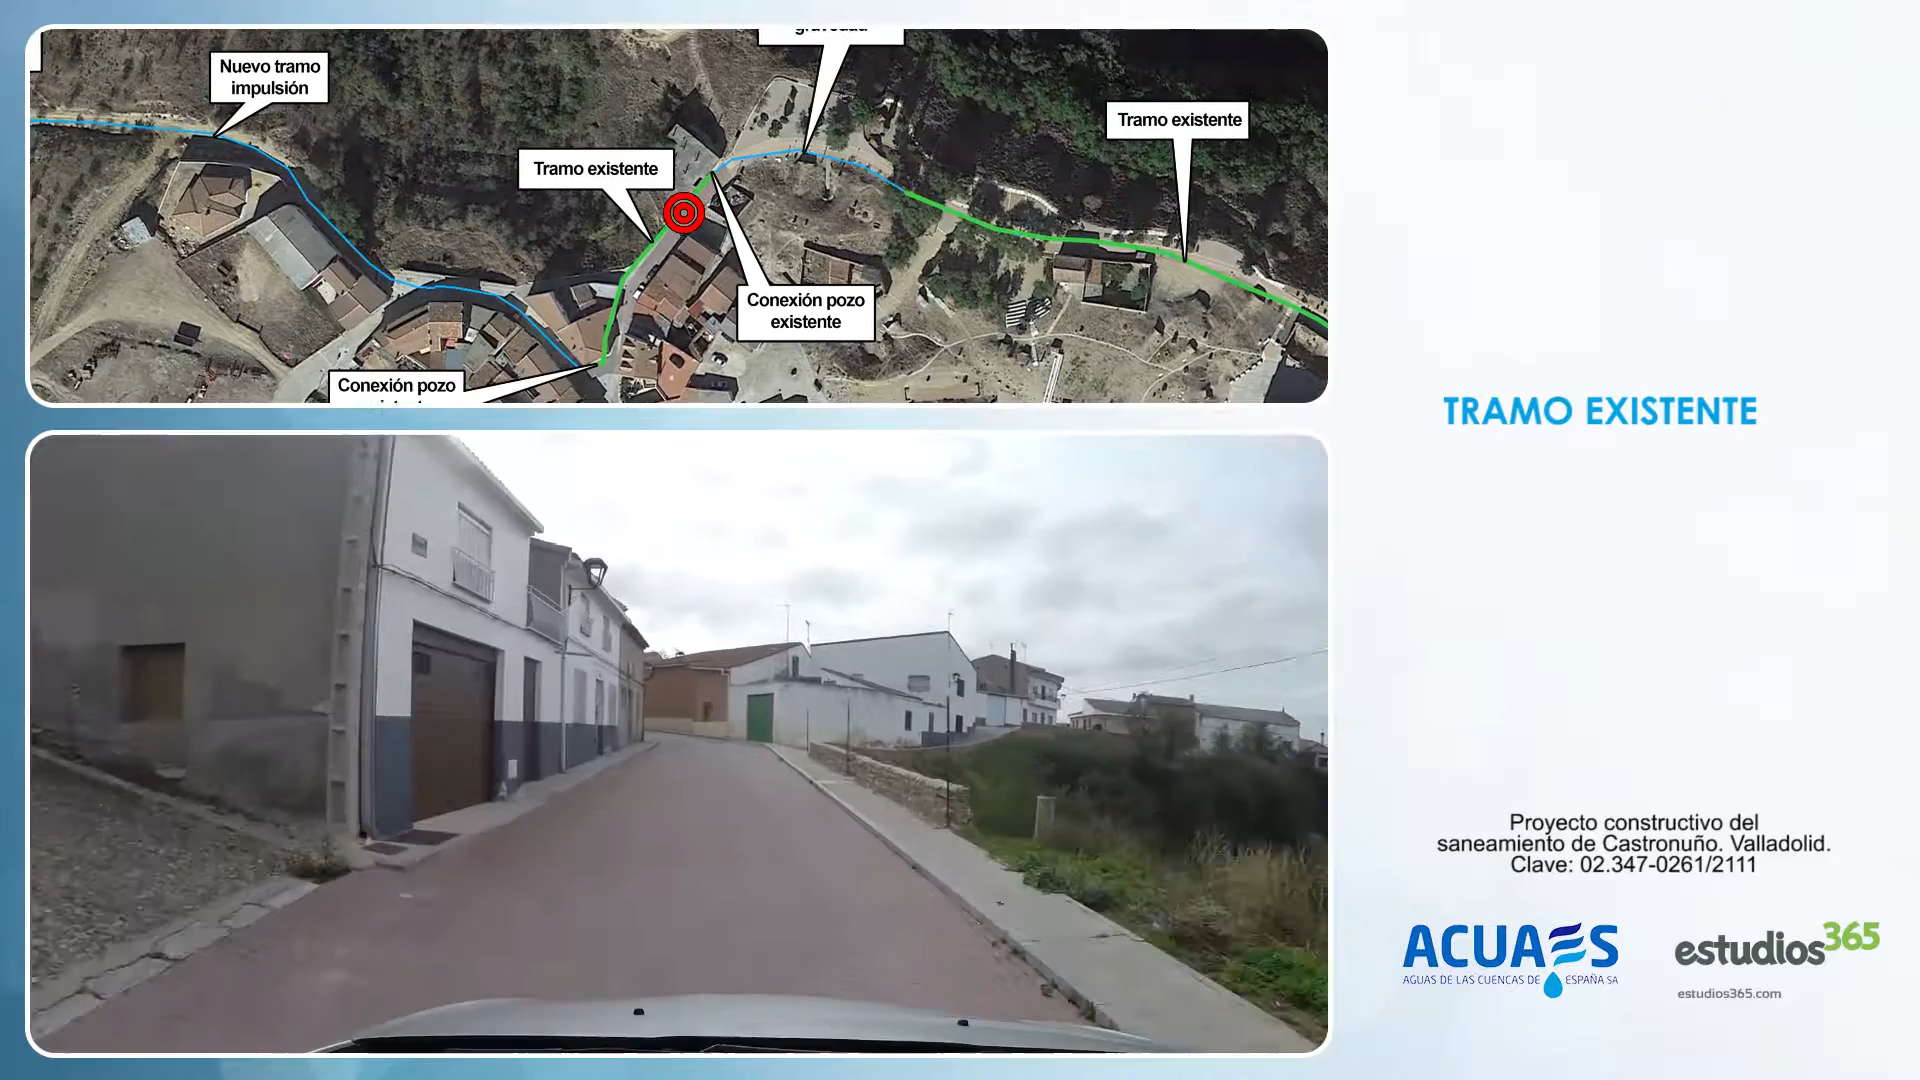 gravedad
Nuevo tramo
impulsión
Tramo existente
Tramo existente
Conexión pozo
existente
Conexión pozo
TRAMO EXISTENTE
Proyecto constructivo del
saneamiento de Castronuño. Valladolid.
Clave: 02.347-0261/2111
ACUAES
AGUAS DE LAS CUENCAS DE ESPAÑA SA
estudios365
estudios365.com